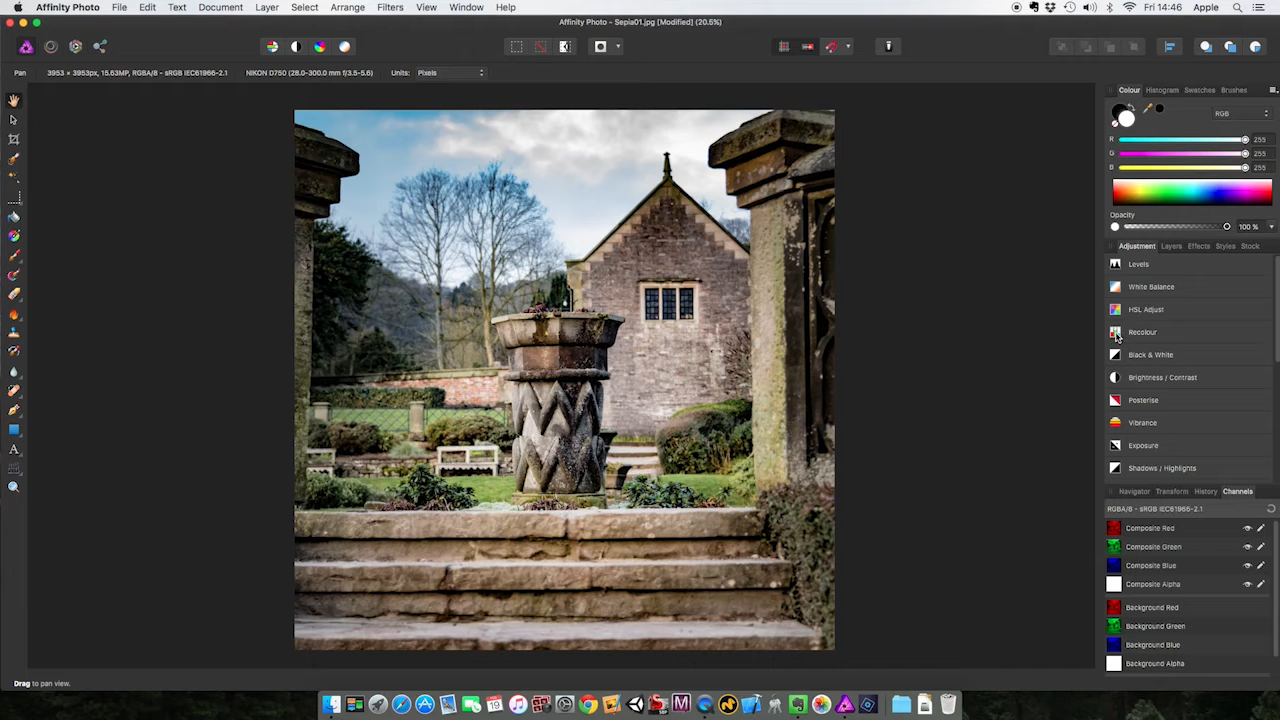 Affinity Photo File Edit Text Document Layer Select Arrange Filters View Window Help Fri 14:46 Apple
Affinity Photo - Sepia01.jpg [Modified] (20.5%)
Pan 3953 × 3953px, 15.63MP, RGBA/8 - sRGB IEC61966-2.1 NIKON D750 (28.0-300.0 mm f/3.5-5.6) Units: Pixels
Colour Histogram Swatches Brushes
RGB
R 255
G 255
B 255
Opacity
100 %
Adjustment Layers Effects Styles Stock
Levels
White Balance
HSL Adjust
Recolour
Black & White
Brightness / Contrast
Posterise
Vibrance
Exposure
Shadows / Highlights
Navigator Transform History Channels
RGBA/8 - sRGB IEC61966-2.1
Composite Red
Composite Green
Composite Blue
Composite Alpha
Background Red
Background Green
Background Blue
Background Alpha
Drag to pan view.